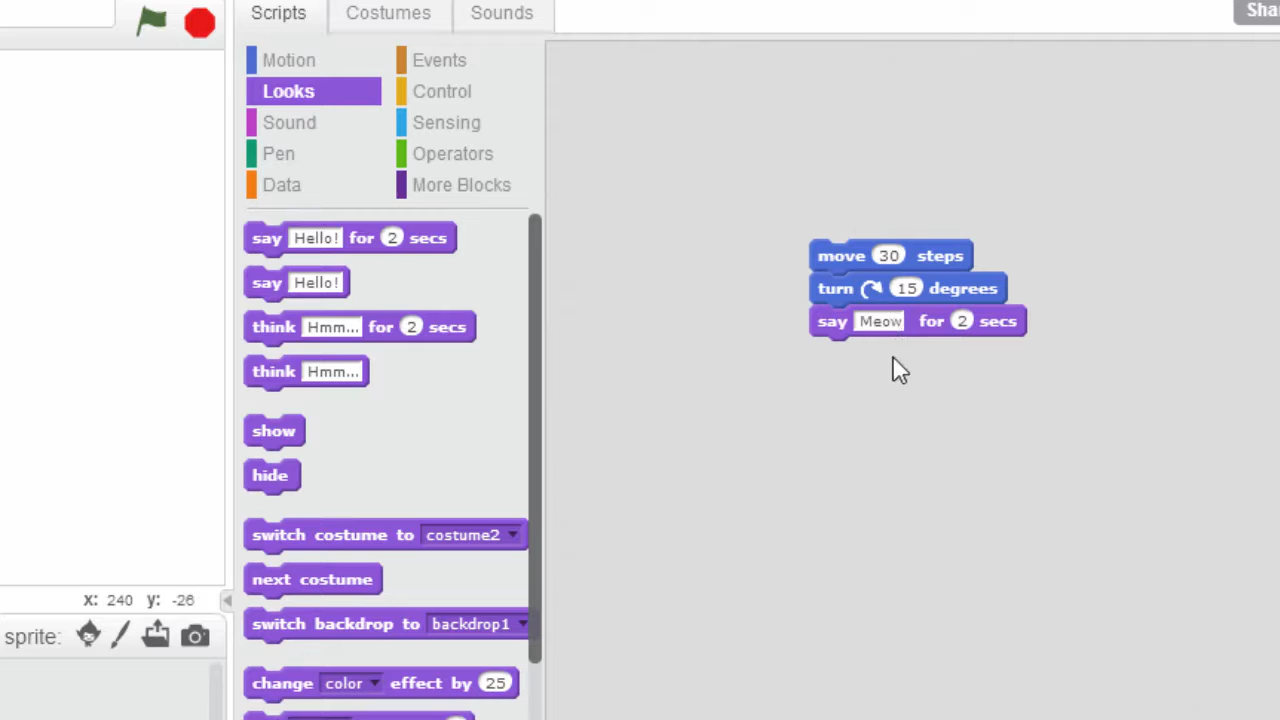 Scripts Costumes Sounds
Sha
Motion Events
Looks Control
Sound Sensing
Pen Operators
Data More Blocks
say Hello! for 2 secs
say Hello!
think Hmm... for 2 secs
think Hmm...
show
hide
switch costume to costume2
next costume
switch backdrop to backdrop1
change color effect by 25
move 30 steps
turn 15 degrees
say Meow for 2 secs
x: 240 y: -26
sprite: